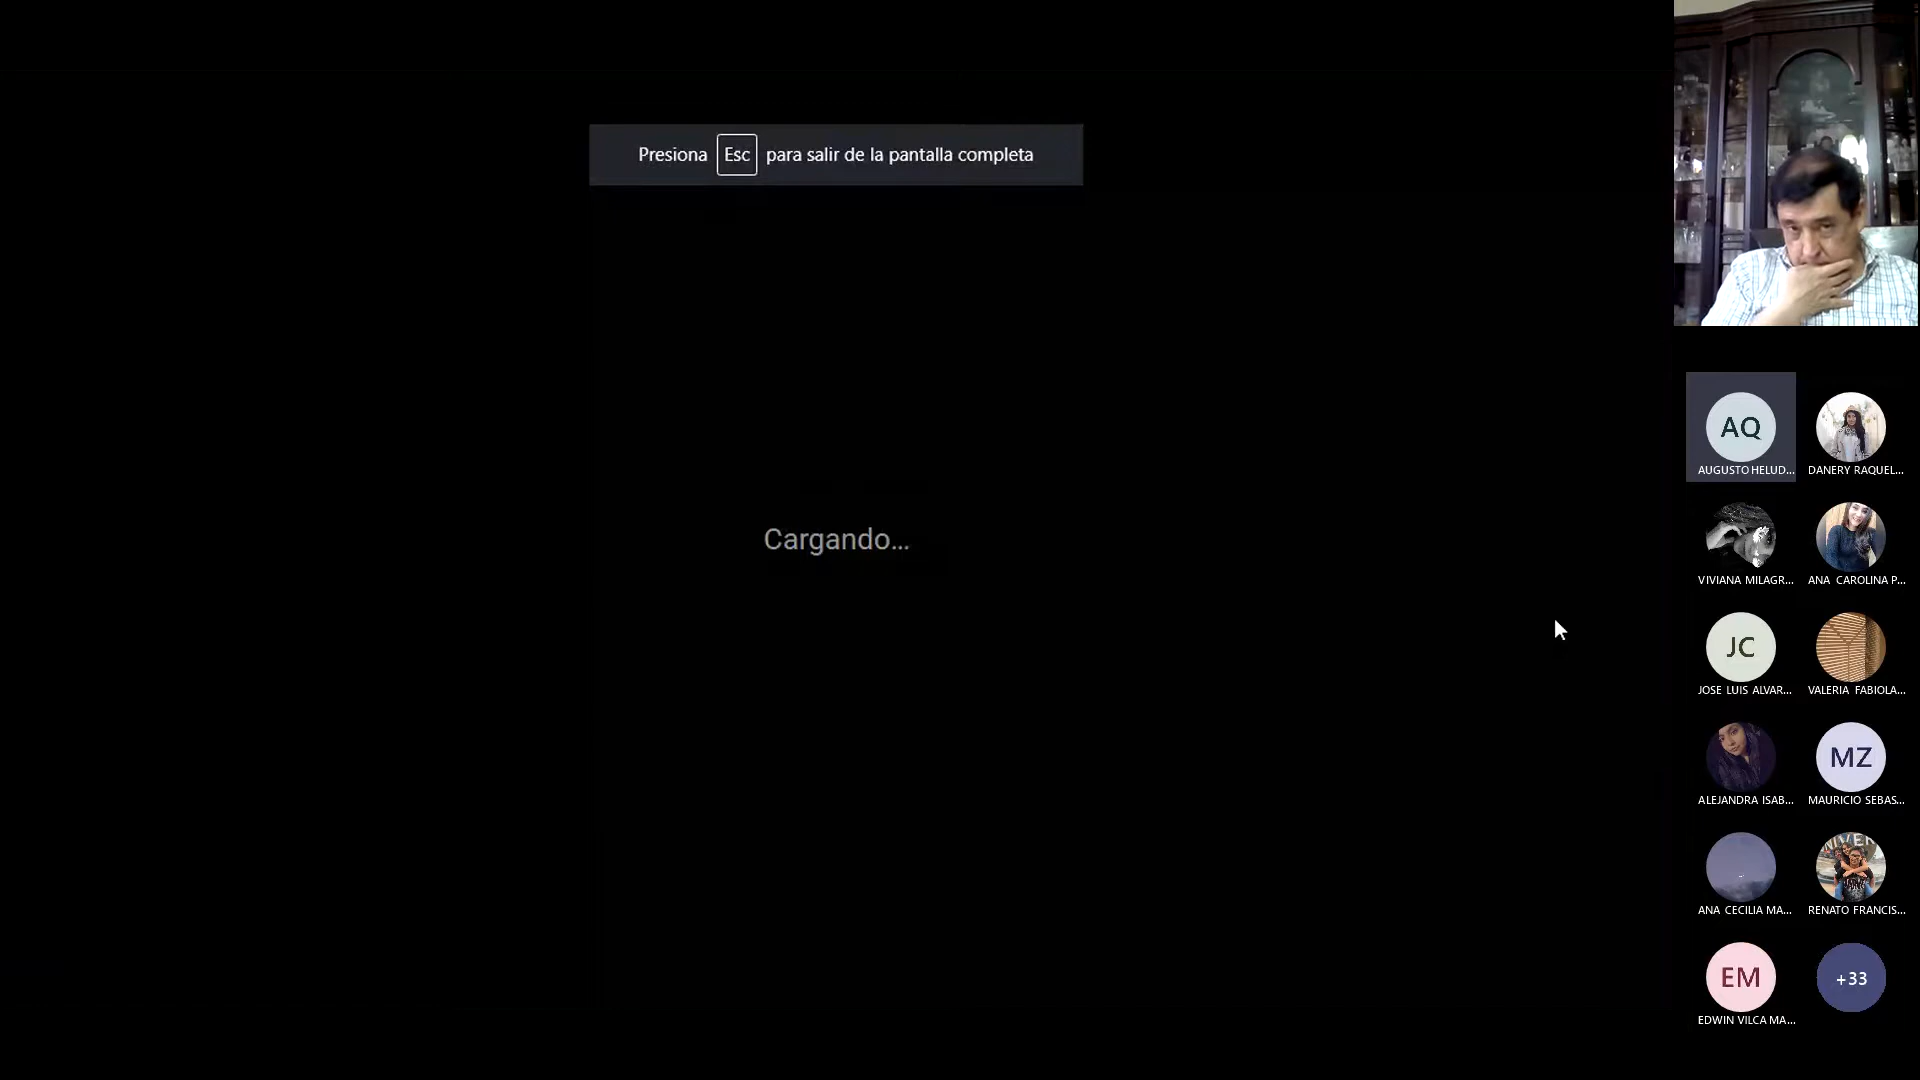 Presiona Esc para salir de la pantalla completa
Cargando...
AQ
AUGUSTO HELUD...
DANERY RAQUEL...
VIVIANA MILAGR...
ANA CAROLINA P...
JC
JOSE LUIS ALVAR...
VALERIA FABIOLA...
ALEJANDRA ISAB...
MZ
MAURICIO SEBAS...
ANA CECILIA MA...
NIVER
RENATO FRANCIS...
EM
EDWIN VILCA MA...
+33